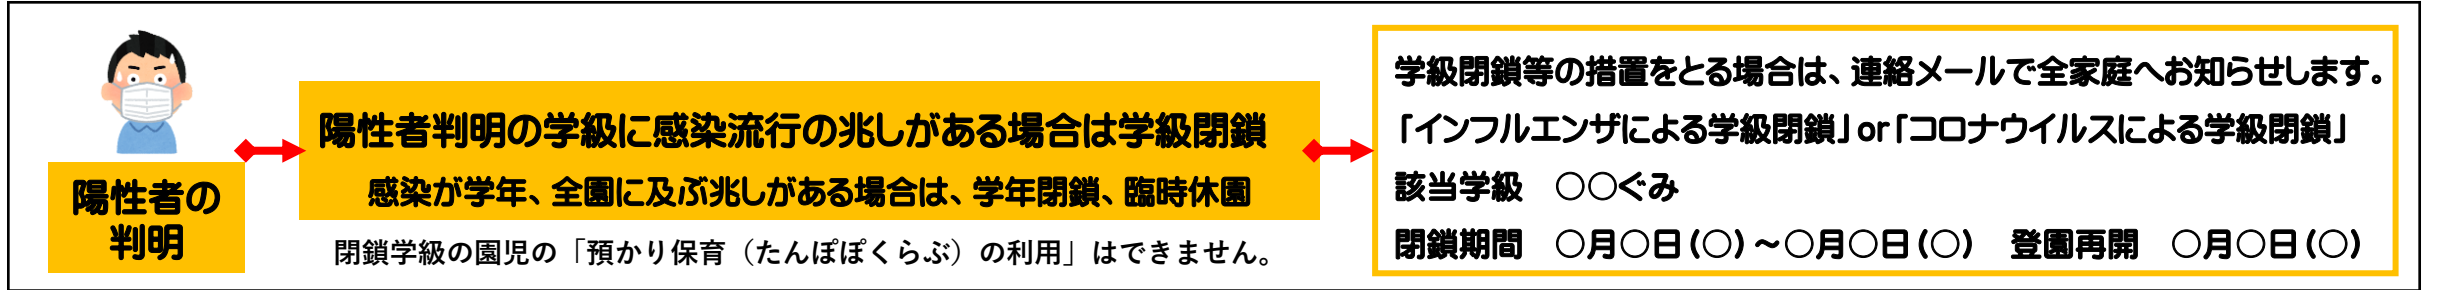 陽性者の
判明
陽性者判明の学級に感染流行の兆しがある場合は学級閉鎖
感染が学年、全園に及ぶ兆しがある場合は、学年閉鎖、臨時休園
閉鎖学級の園児の「預かり保育（たんぽぽくらぶ）の利用」はできません。
学級閉鎖等の措置をとる場合は、連絡メールで全家庭へお知らせします。
「インフルエンザによる学級閉鎖」or「コロナウイルスによる学級閉鎖」
該当学級　○○ぐみ
閉鎖期間　○月○日(○)～○月○日(○)　登園再開　○月○日(○)